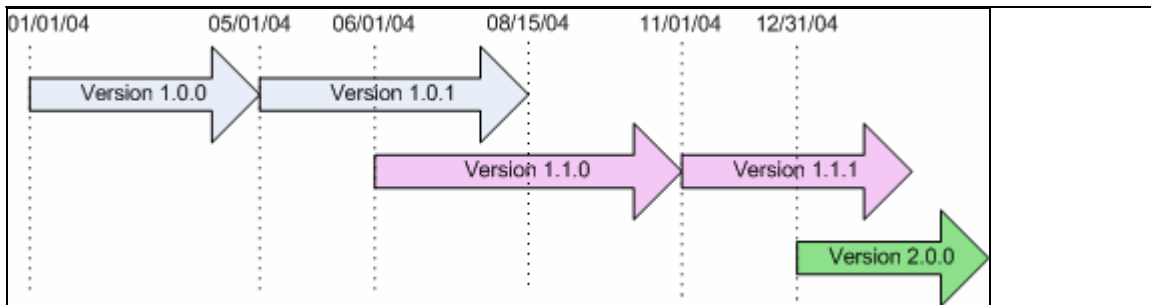 01/01/04 05/01/04 06/01/04 08/15/04 11/01/04 12/31/04
Version 1.0.0 Version 1.0.1
Version 1.1.0 Version 1.1.1
Version 2.0.0